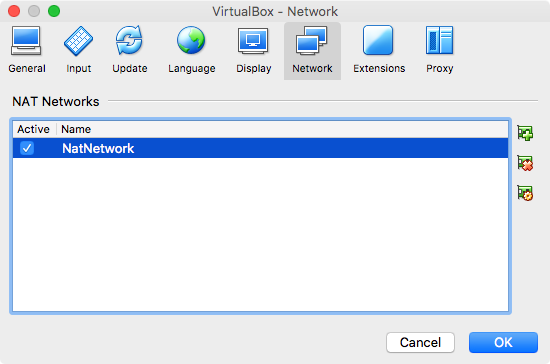 VirtualBox - Network
General Input Update Language Display Network Extensions Proxy
NAT Networks
Active Name
NatNetwork
Cancel OK